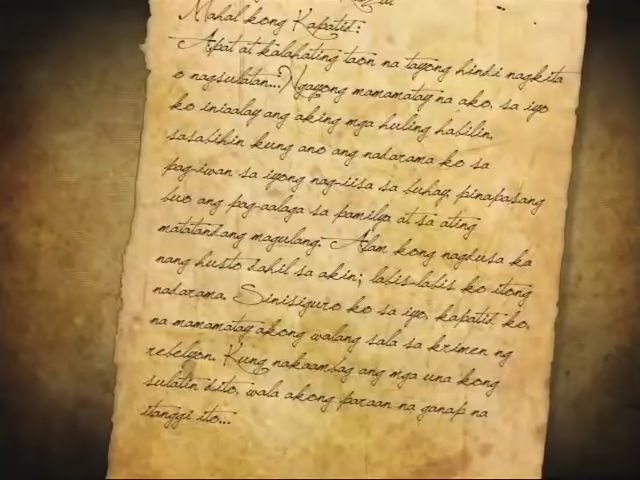 Mahal kong Kapatid:
Apat at kalahating taon na tayong hindi nagkita
o nagsulatan... Ngayong mamamatay na ako, sa iyo
ko iniaalay ang aking mga huling habilin,
sasabihin kung ano ang nadarama ko sa
pag-iwan sa iyong nag-iisa sa buhay, pinapasang
buo ang pag-aalaga sa pamilya at sa ating
matatandang magulang. Alam kong nagdusa ka
nang husto dahil sa akin; labis-labis ko itong
nadarama. Sinisiguro ko sa iyo, kapatid ko,
na mamamatay akong walang sala sa krimen ng
rebelyon. Kung nakaambag ang mga una kong
sulatin dito, wala akong paraan na ganap na
itanggi ito...